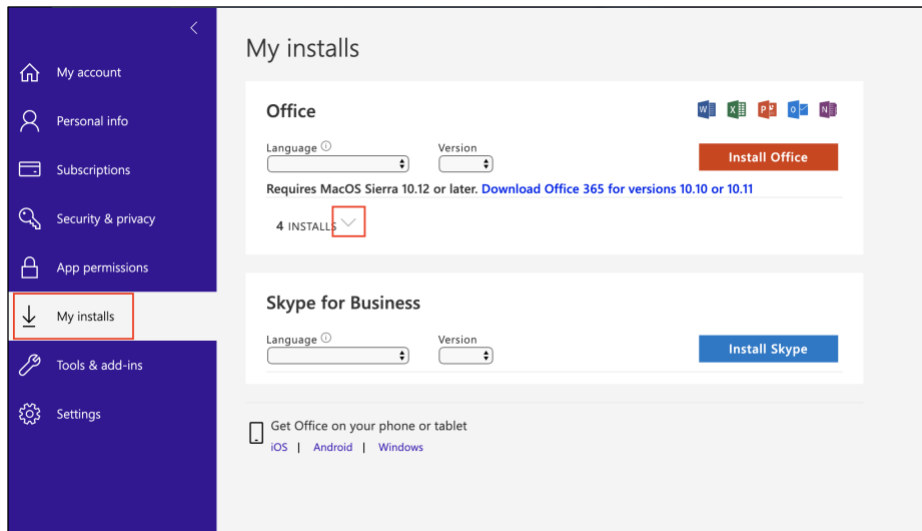 My account
Personal info
Subscriptions
Security & privacy
App permissions
My installs
Tools & add-ins
Settings
My installs
Office
W X P O N
Install Office
Language Version
Requires MacOS Sierra 10.12 or later. Download Office 365 for versions 10.10 or 10.11
4 INSTALLS
Skype for Business
Language Version
Install Skype
Get Office on your phone or tablet
iOS | Android | Windows